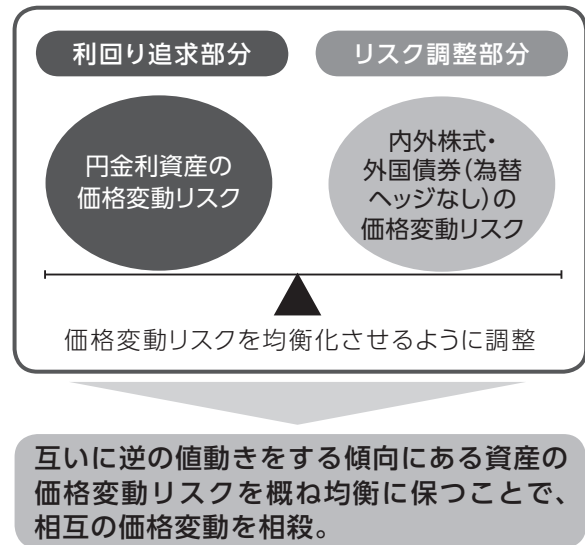 利回り追求部分
リスク調整部分
円金利資産の
価格変動リスク
内外株式・
外国債券(為替
ヘッジなし)の
価格変動リスク
価格変動リスクを均衡化させるように調整
互いに逆の値動きをする傾向にある資産の
価格変動リスクを概ね均衡に保つことで、
相互の価格変動を相殺。